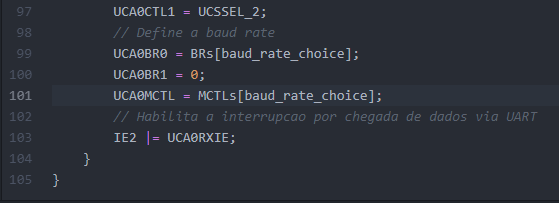 97 UCA0CTL1 = UCSSEL_2;
98 // Define a baud rate
99 UCA0BR0 = BRs[baud_rate_choice];
100 UCA0BR1 = 0;
101 UCA0MCTL = MCTLs[baud_rate_choice];
102 // Habilita a interrupcao por chegada de dados via UART
103 IE2 |= UCA0RXIE;
104 }
105 }